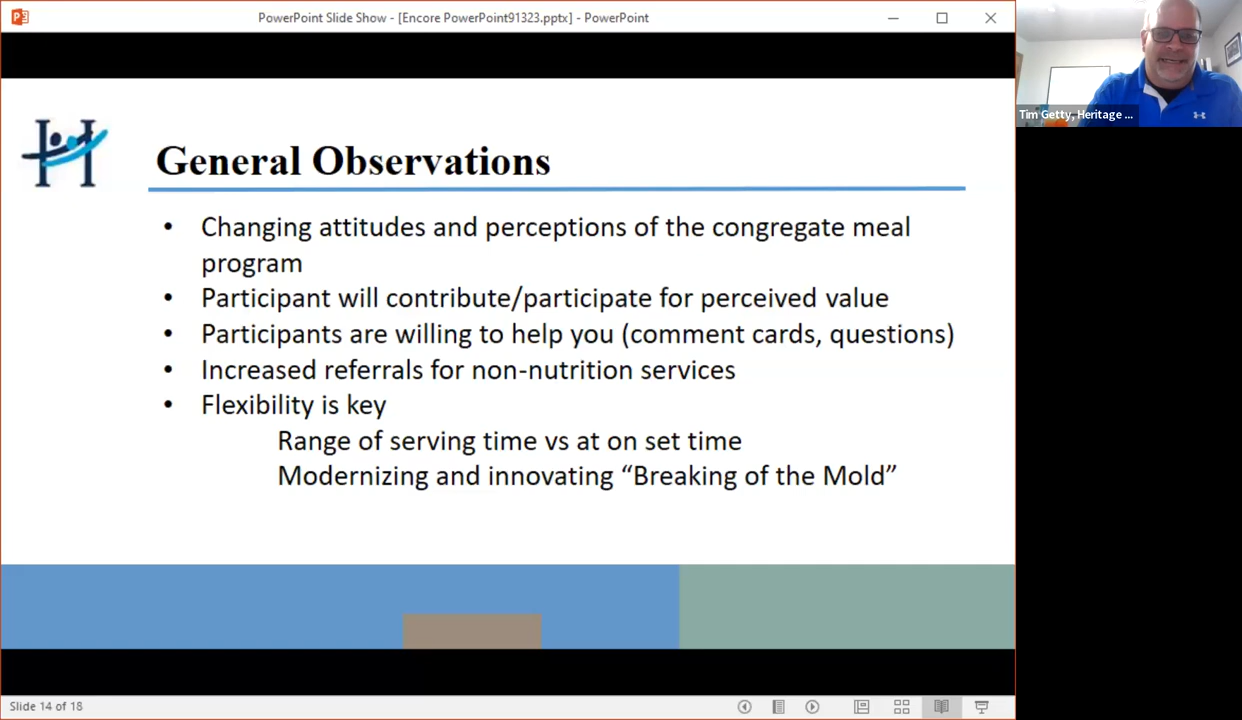 PowerPoint Slide Show - [Encore PowerPoint91323.pptx] - PowerPoint
Tim Getty, Heritage ...
General Observations
• Changing attitudes and perceptions of the congregate meal
program
• Participant will contribute/participate for perceived value
• Participants are willing to help you (comment cards, questions)
• Increased referrals for non-nutrition services
• Flexibility is key
Range of serving time vs at on set time
Modernizing and innovating “Breaking of the Mold”
Slide 14 of 18